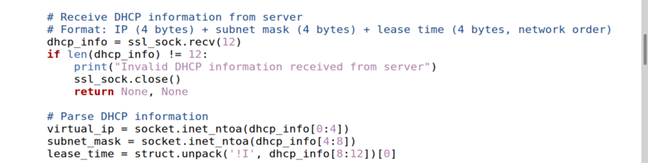 # Receive DHCP information from server
# Format: IP (4 bytes) + subnet mask (4 bytes) + lease time (4 bytes, network order)
dhcp_info = ssl_sock.recv(12)
if len(dhcp_info) != 12:
    print("Invalid DHCP information received from server")
    ssl_sock.close()
    return None, None

# Parse DHCP information
virtual_ip = socket.inet_ntoa(dhcp_info[0:4])
subnet_mask = socket.inet_ntoa(dhcp_info[4:8])
lease_time = struct.unpack('!I', dhcp_info[8:12])[0]